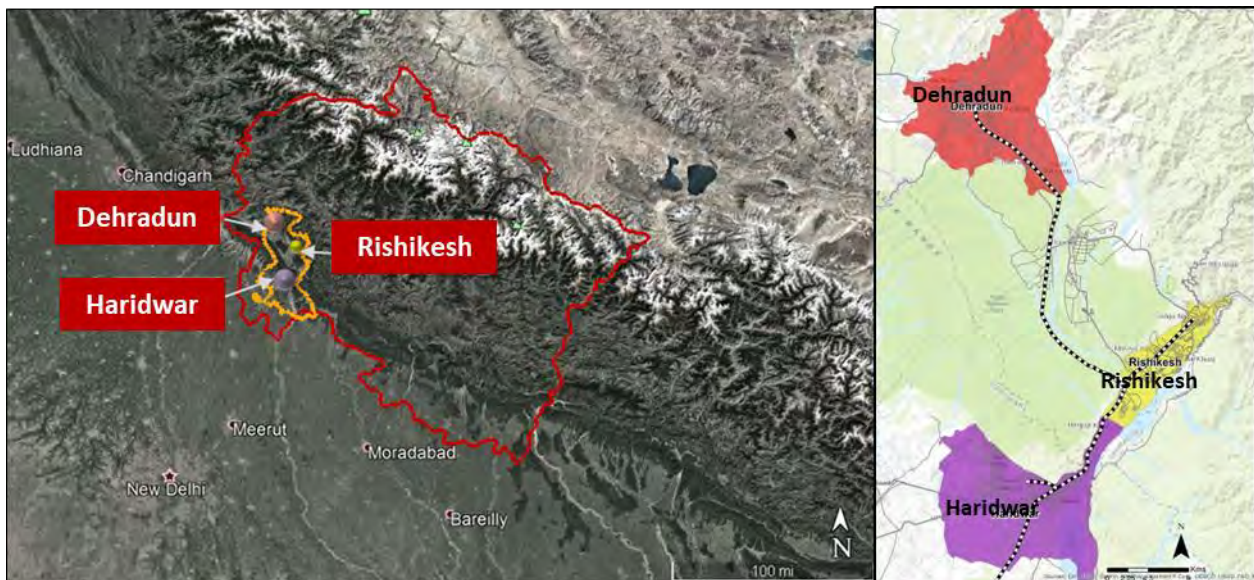 Ludhiana
Chandigarh
Dehradun
Rishikesh
Haridwar
Meerut
Moradabad
New Delhi
Bareilly
N
100 mi
Dehradun
Dehradun
Rishikesh
Rishikesh
Haridwar
Haridwar
N
Kms